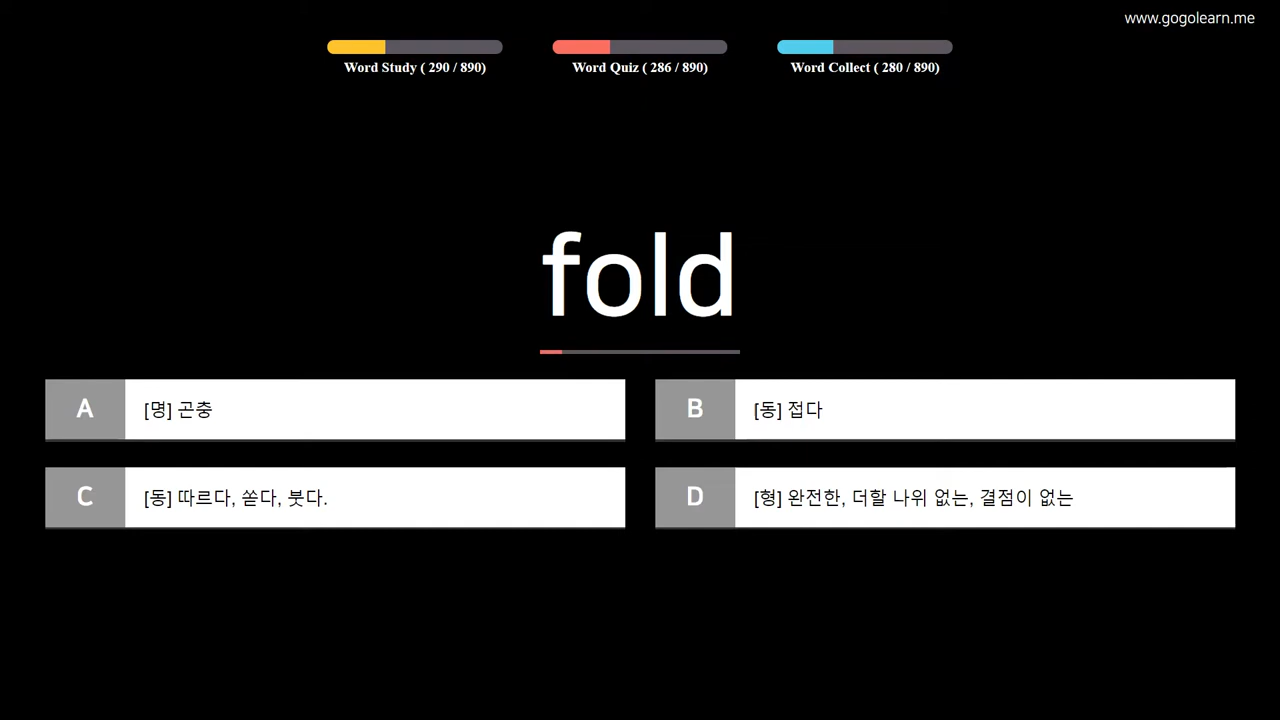 www.gogolearn.me
Word Study ( 290 / 890)
Word Quiz ( 286 / 890)
Word Collect ( 280 / 890)
fold
A [명] 곤충
B [동] 접다
C [동] 따르다, 쏟다, 붓다.
D [형] 완전한, 더할 나위 없는, 결점이 없는